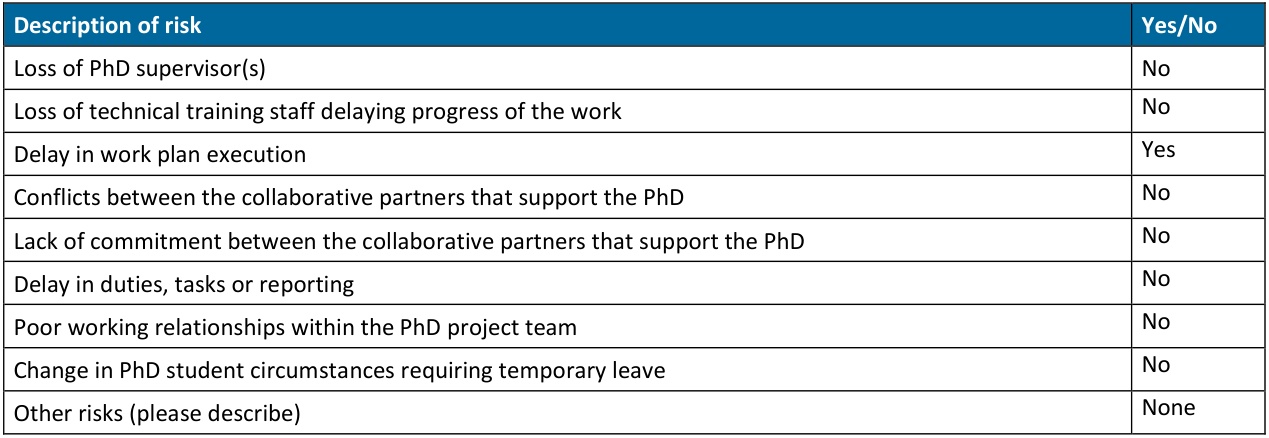 Description of risk Yes/No
Loss of PhD supervisor(s) No
Loss of technical training staff delaying progress of the work No
Delay in work plan execution Yes
Conflicts between the collaborative partners that support the PhD No
Lack of commitment between the collaborative partners that support the PhD No
Delay in duties, tasks or reporting No
Poor working relationships within the PhD project team No
Change in PhD student circumstances requiring temporary leave No
Other risks (please describe) None